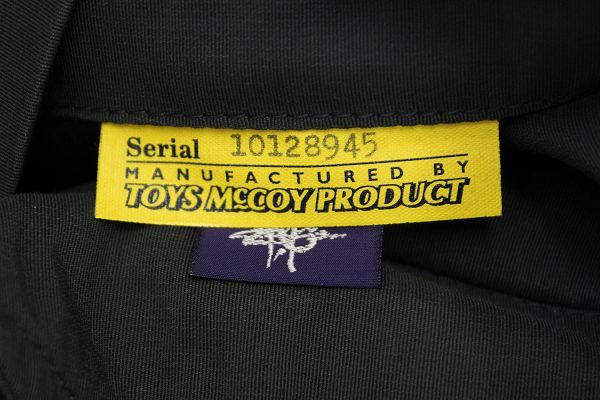 Serial 10128945
MANUFACTURED BY
TOYS McCOY PRODUCT